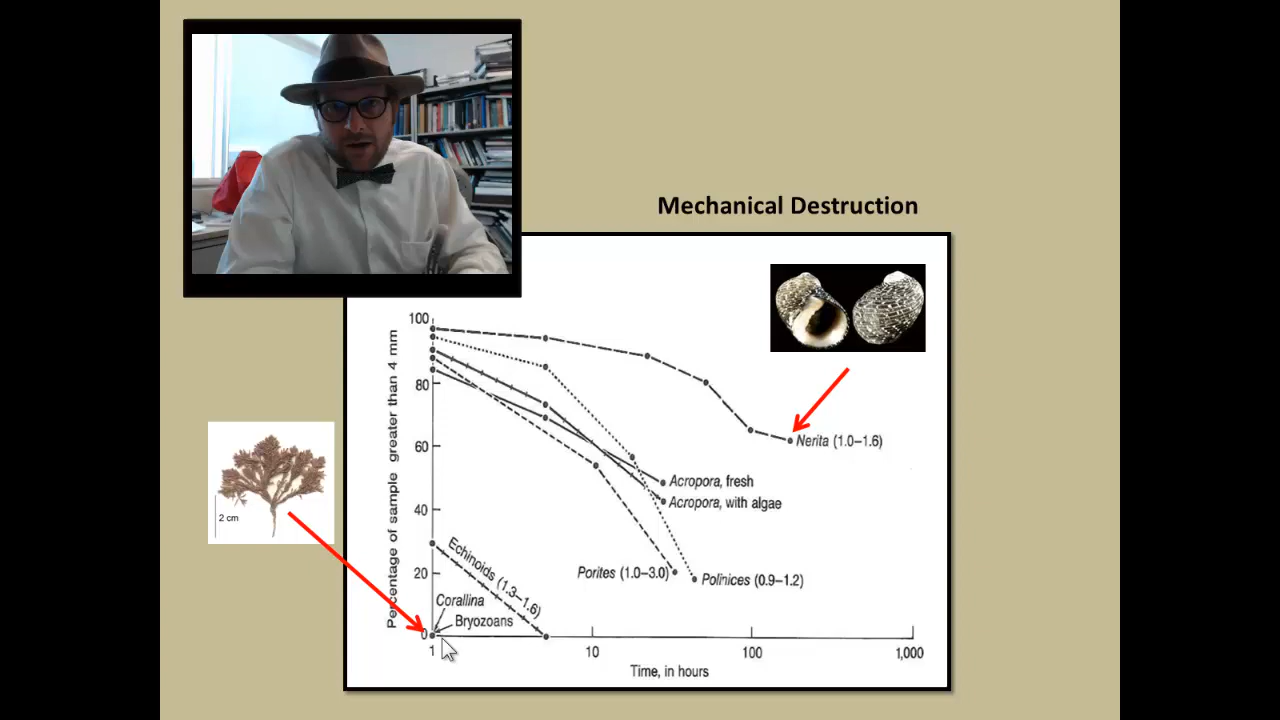 Mechanical Destruction
Percentage of sample greater than 4 mm
100
80
60
40
20
0
Nerita (1.0–1.6)
Acropora, fresh
Acropora, with algae
Porites (1.0–3.0)
Polinices (0.9–1.2)
Echinoids (1.3–1.6)
Corallina
Bryozoans
2 cm
1
10
100
1,000
Time, in hours